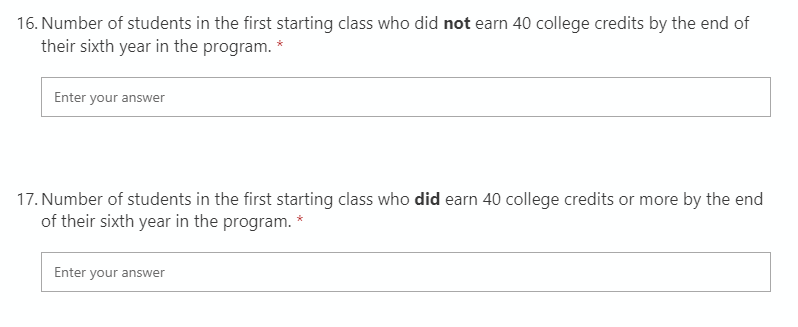 16. Number of students in the first starting class who did not earn 40 college credits by the end of
their sixth year in the program. *
Enter your answer
17. Number of students in the first starting class who did earn 40 college credits or more by the end
of their sixth year in the program. *
Enter your answer